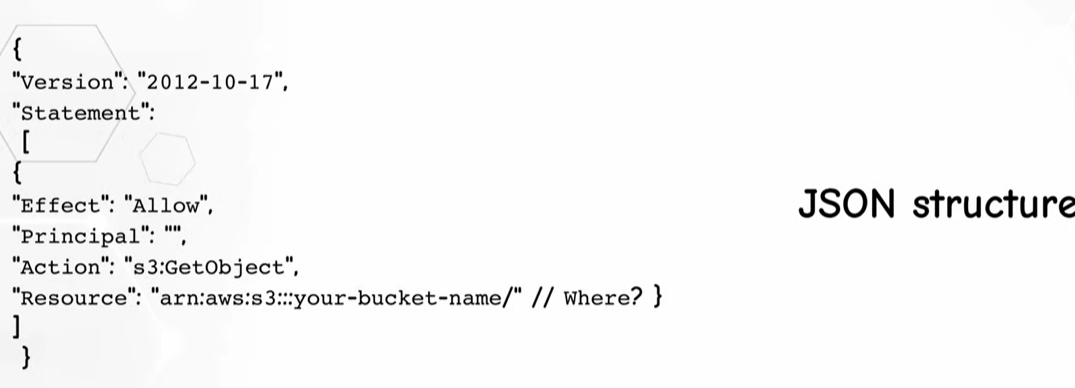 {
"Version": "2012-10-17",
"Statement":
[
{
"Effect": "Allow",
"Principal": "",
"Action": "s3:GetObject",
"Resource": "arn:aws:s3:::your-bucket-name/" // Where? }
]
}
JSON structure